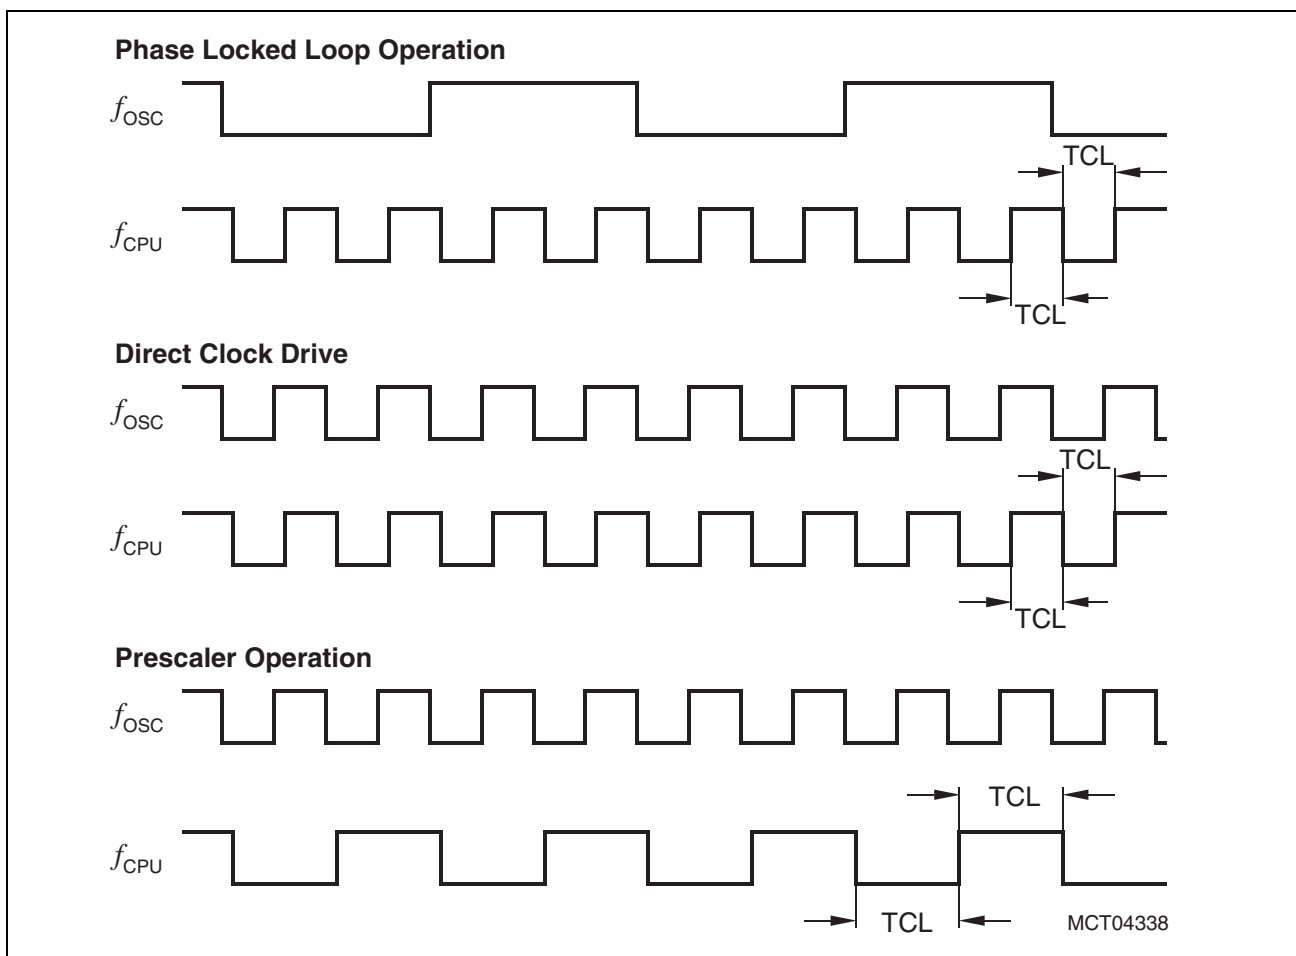 Phase Locked Loop Operation
fOSC
TCL
fCPU
TCL
Direct Clock Drive
fOSC
TCL
fCPU
TCL
Prescaler Operation
fOSC
TCL
fCPU
TCL
MCT04338